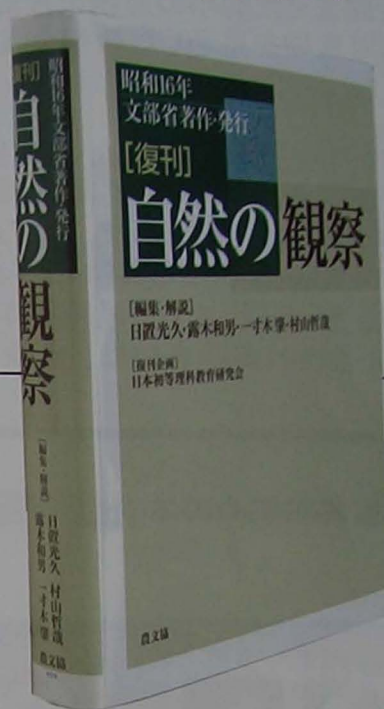 昭和16年
文部省著作・発行
[復刊]
自然の観察
[編集・解説]
日置光久・露木和男・一寸木肇・村山哲哉
[復刊企画]
日本初等理科教育研究会
農文協
[復刊]
昭和16年文部省著作・発行
自然の観察
[編集・解説]
日置光久 村山哲哉
露木和男 一寸木肇
農文協